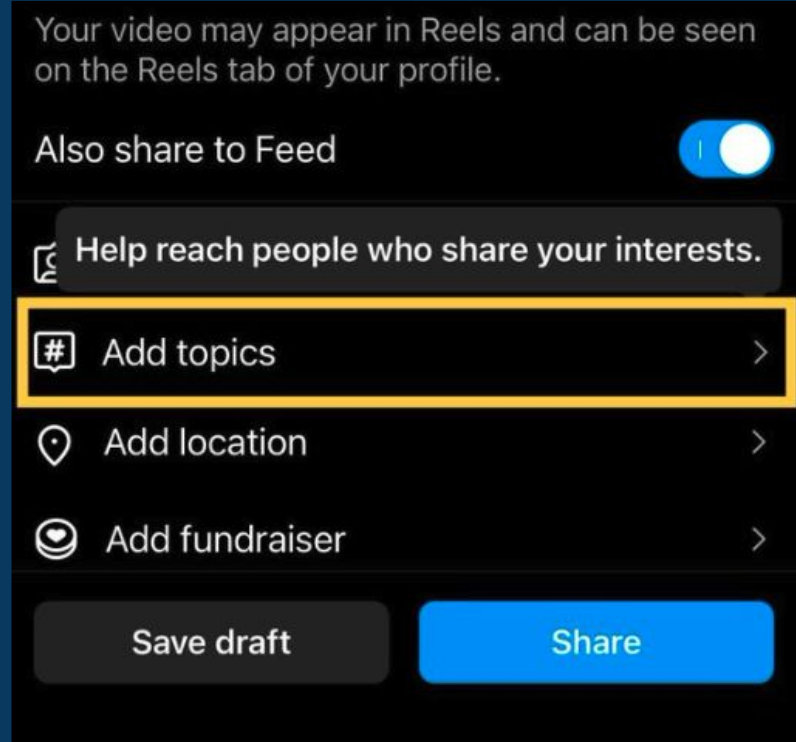 Your video may appear in Reels and can be seen
on the Reels tab of your profile.
Also share to Feed
Help reach people who share your interests.
# Add topics
Add location
Add fundraiser
Save draft
Share